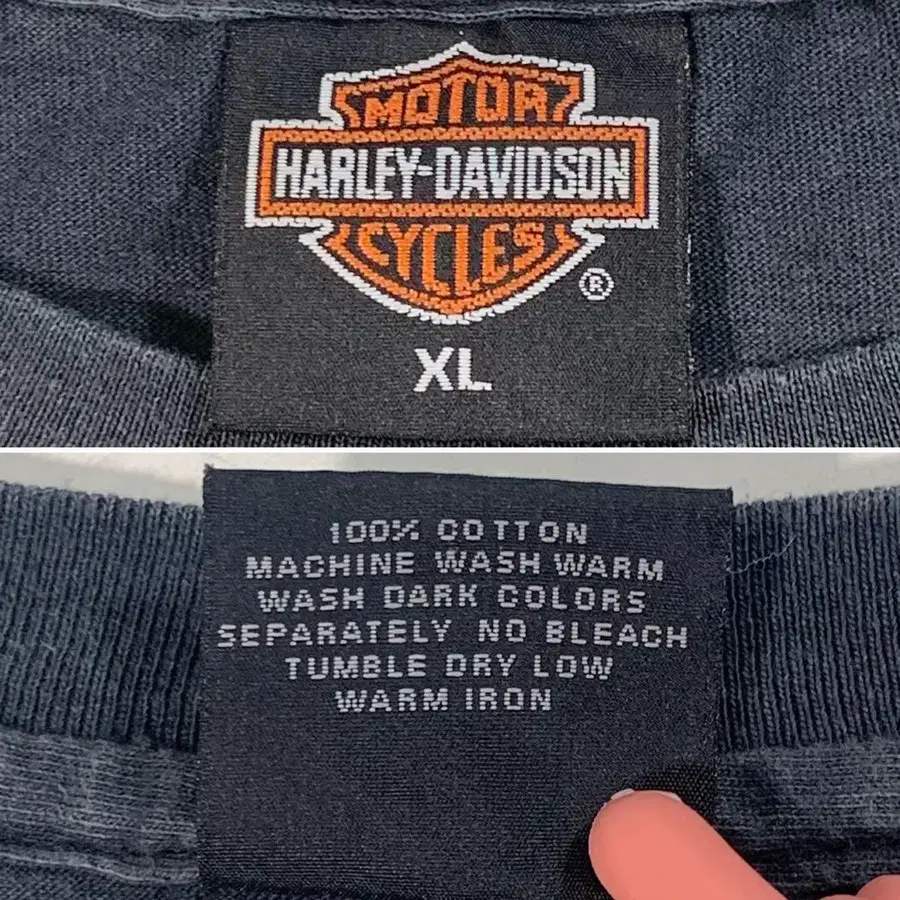 MOTOR
HARLEY-DAVIDSON
CYCLES
®
XL
100% COTTON
MACHINE WASH WARM
WASH DARK COLORS
SEPARATELY NO BLEACH
TUMBLE DRY LOW
WARM IRON